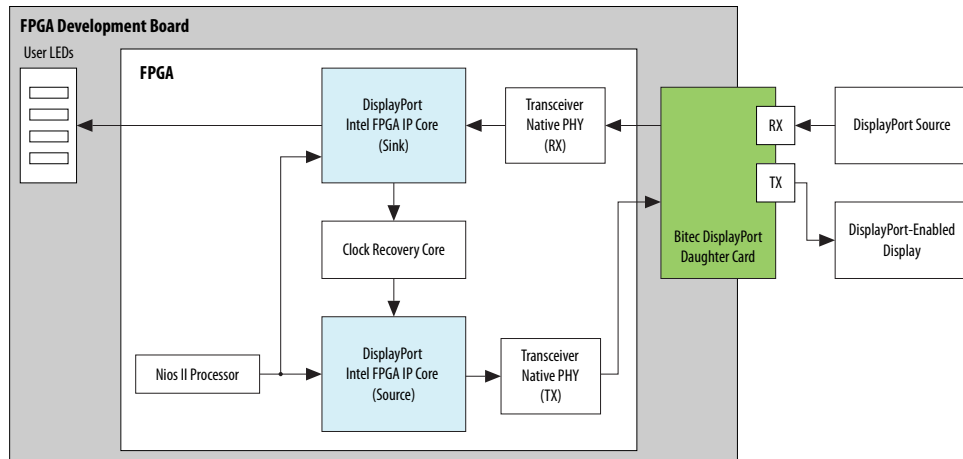 FPGA Development Board
User LEDs
FPGA
DisplayPort
Intel FPGA IP Core
(Sink)
Transceiver
Native PHY
(RX)
RX
DisplayPort Source
TX
Bitec DisplayPort
Daughter Card
DisplayPort-Enabled
Display
Clock Recovery Core
Nios II Processor
DisplayPort
Intel FPGA IP Core
(Source)
Transceiver
Native PHY
(TX)